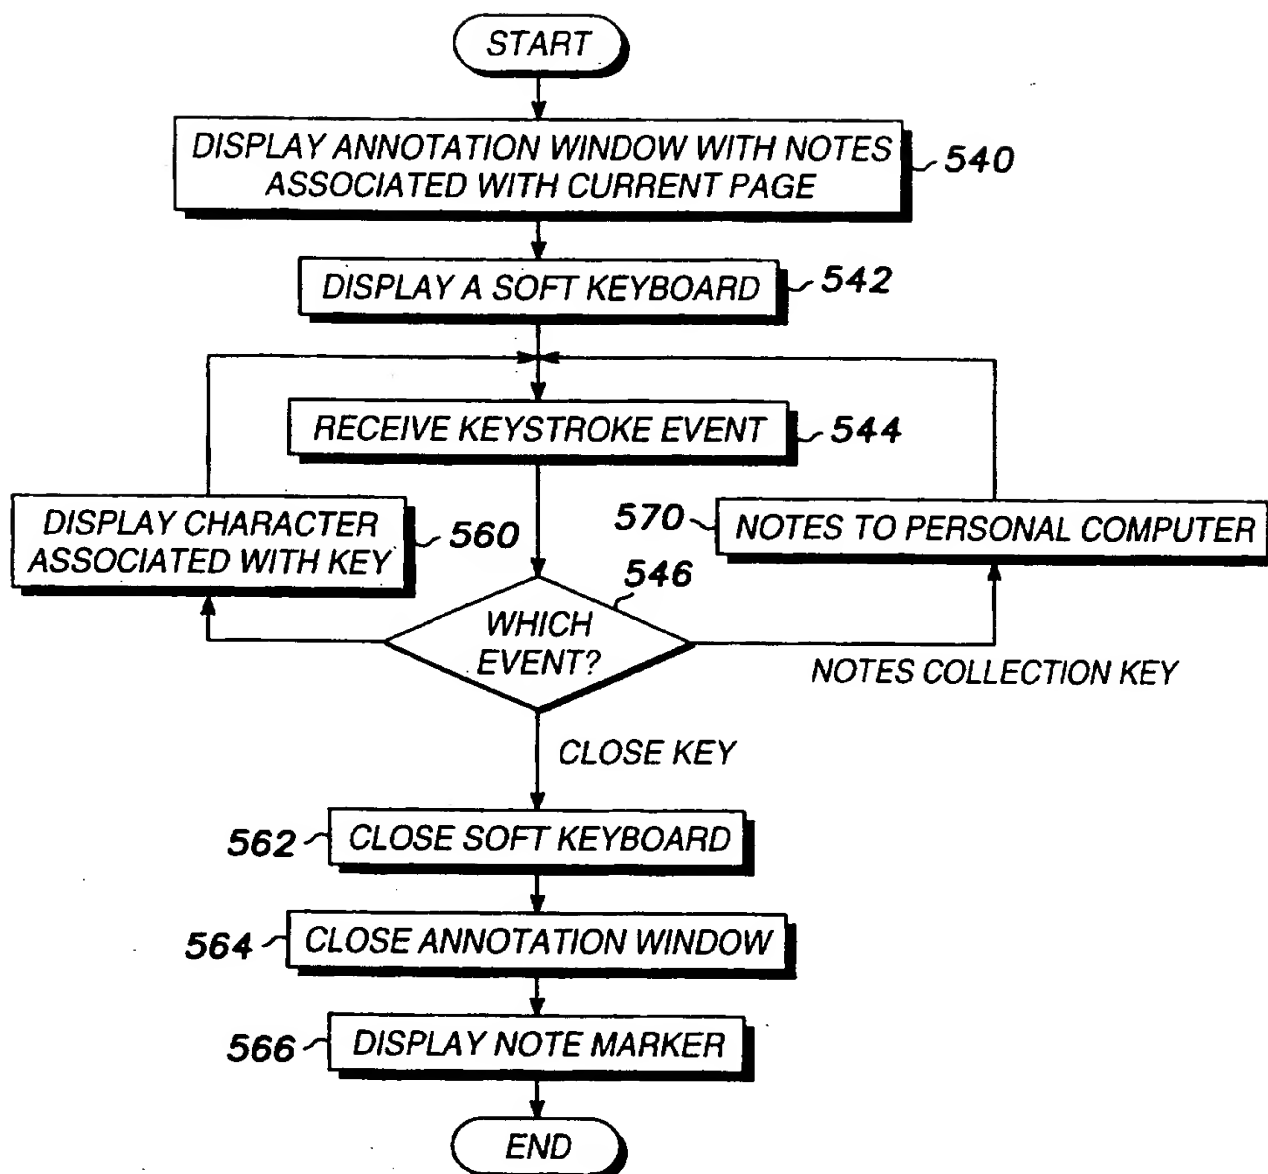 START
DISPLAY ANNOTATION WINDOW WITH NOTES
ASSOCIATED WITH CURRENT PAGE
540
DISPLAY A SOFT KEYBOARD
542
RECEIVE KEYSTROKE EVENT
544
DISPLAY CHARACTER
ASSOCIATED WITH KEY
560
570
NOTES TO PERSONAL COMPUTER
546
WHICH
EVENT?
NOTES COLLECTION KEY
CLOSE KEY
562
CLOSE SOFT KEYBOARD
564
CLOSE ANNOTATION WINDOW
566
DISPLAY NOTE MARKER
END